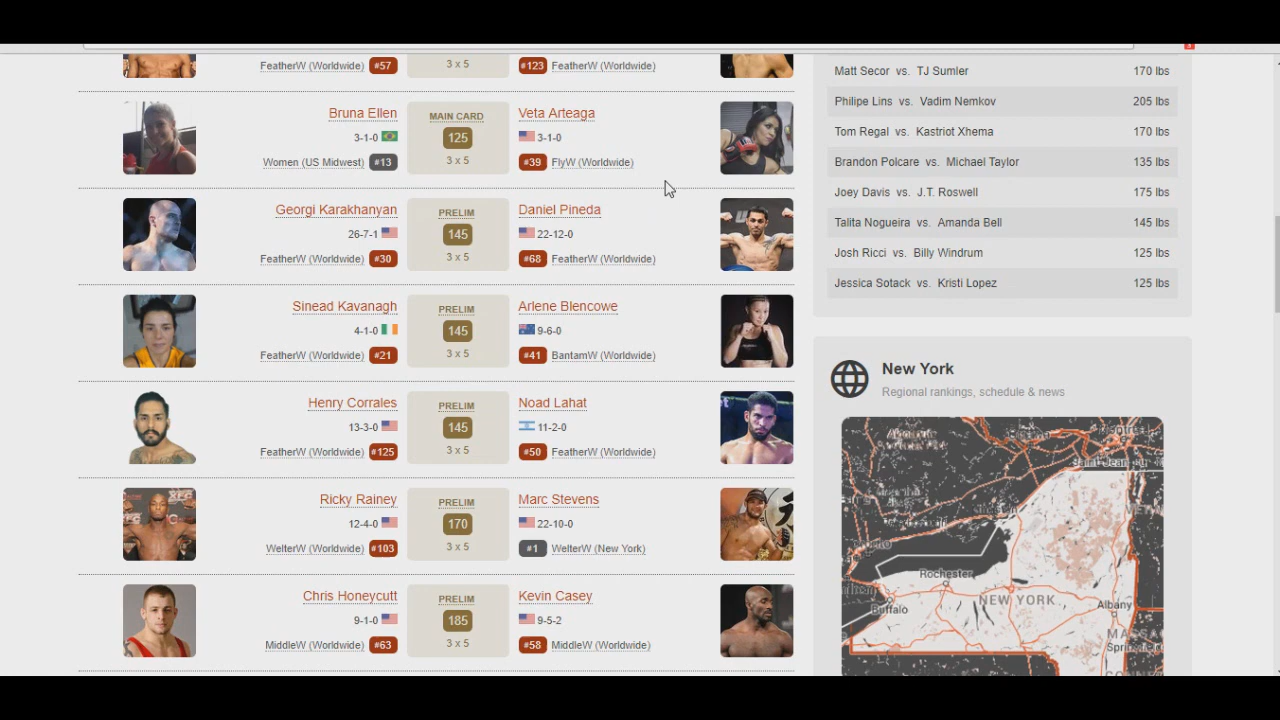 FeatherW (Worldwide) #57
3 x 5
#123 FeatherW (Worldwide)
Bruna Ellen
3-1-0
Women (US Midwest) #13
MAIN CARD
125
3 x 5
Veta Arteaga
3-1-0
#39 FlyW (Worldwide)
Georgi Karakhanyan
26-7-1
FeatherW (Worldwide) #30
PRELIM
145
3 x 5
Daniel Pineda
22-12-0
#68 FeatherW (Worldwide)
Sinead Kavanagh
4-1-0
FeatherW (Worldwide) #21
PRELIM
145
3 x 5
Arlene Blencowe
9-6-0
#41 BantamW (Worldwide)
Henry Corrales
13-3-0
FeatherW (Worldwide) #125
PRELIM
145
3 x 5
Noad Lahat
11-2-0
#50 FeatherW (Worldwide)
Ricky Rainey
12-4-0
WelterW (Worldwide) #103
PRELIM
170
3 x 5
Marc Stevens
22-10-0
#1 WelterW (New York)
Chris Honeycutt
9-1-0
MiddleW (Worldwide) #63
PRELIM
185
3 x 5
Kevin Casey
9-5-2
#58 MiddleW (Worldwide)
Matt Secor vs. TJ Sumler 170 lbs
Philipe Lins vs. Vadim Nemkov 205 lbs
Tom Regal vs. Kastriot Xhema 170 lbs
Brandon Polcare vs. Michael Taylor 135 lbs
Joey Davis vs. J.T. Roswell 175 lbs
Talita Nogueira vs. Amanda Bell 145 lbs
Josh Ricci vs. Billy Windrum 125 lbs
Jessica Sotack vs. Kristi Lopez 125 lbs
New York
Regional rankings, schedule & news
Rochester
Buffalo
NEW YORK
Albany